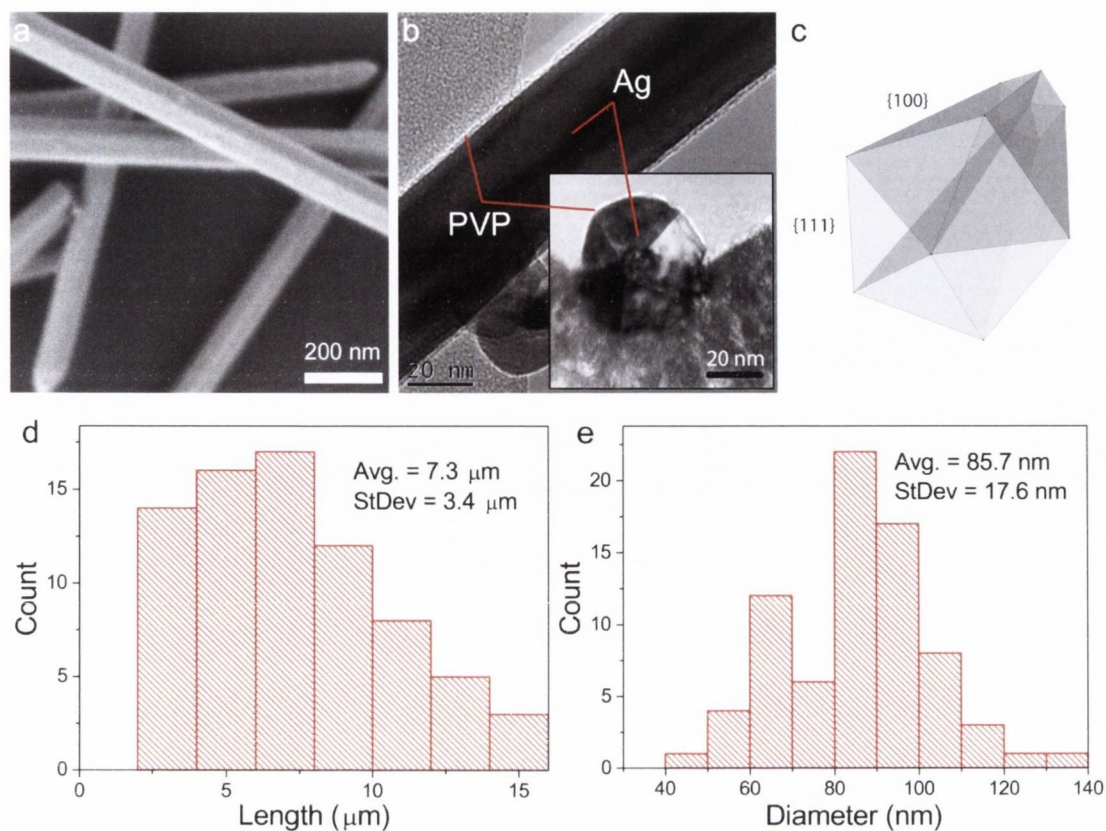 a
200 nm
b
Ag
PVP
20 nm
20 nm
c
{100}
{111}
d
Avg. = 7.3 μm
StDev = 3.4 μm
Count
15
10
5
0
0
5
10
15
Length (μm)
e
Avg. = 85.7 nm
StDev = 17.6 nm
Count
20
15
10
5
0
40
60
80
100
120
140
Diameter (nm)